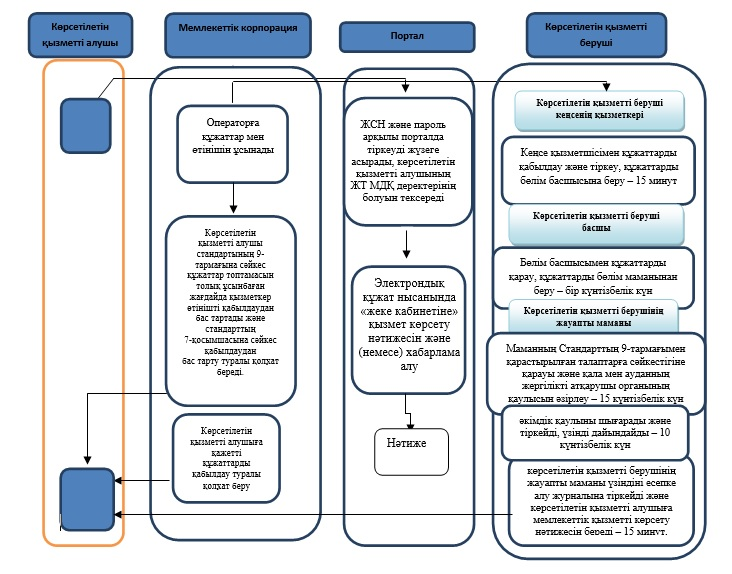 Көрсетілетін
қызметті алушы
Мемлекеттік корпорация
Портал
Көрсетілетін қызметті
беруші
Операторға
құжаттар мен
өтінішін ұсынады
Көрсетілетін
қызметті алушы
стандартының 9-
тармағына сәйкес
құжаттар топтамасын
толық ұсынбаған
жағдайда қызметкер
өтінішті қабылдаудан
бас тартады және
стандарттың
7-қосымшасына сәйкес
қабылдаудан
бас тарту туралы қолхат
береді.
Көрсетілетін
қызметті алушыға
қажетті
құжаттарды
қабылдау туралы
қолхат беру
ЖСН және пароль
арқылы порталда
тіркеуді жүзеге
асырады, көрсетілетін
қызметті алушының
ЖТ МДҚ деректерінің
болуын тексереді
Электрондық
құжат нысанында
«жеке кабинетіне»
қызмет көрсету
нәтижесін және
(немесе) хабарлама
алу
Нәтиже
Көрсетілетін қызметті беруші
кеңсенің қызметкері
Кеңсе қызметшісімен құжаттарды
қабылдау және тіркеу, құжаттарды
бөлім басшысына беру – 15 минут
Көрсетілетін қызметті беруші
басшы
Бөлім басшысымен құжаттарды
қарау, құжаттарды бөлім маманынан
беру – бір күнтізбелік күн
Көрсетілетін қызметті берушінің
жауапты маманы
Маманның Стандарттың 9-тармағымен
қарастырылған талаптарға сәйкестігіне
қарауы және қала мен ауданның
жергілікті атқарушы органының
қаулысын әзірлеу – 15 күнтізбелік күн
әкімдік қаулыны шығарады және
тіркейді, үзінді дайындайды – 10
күнтізбелік күн
көрсетілетін қызметті берушінің
жауапты маманы үзіндіні есепке
алу журналына тіркейді және
көрсетілетін қызметті алушыға
мемлекеттік қызметті көрсету
нәтижесін береді – 15 минут.